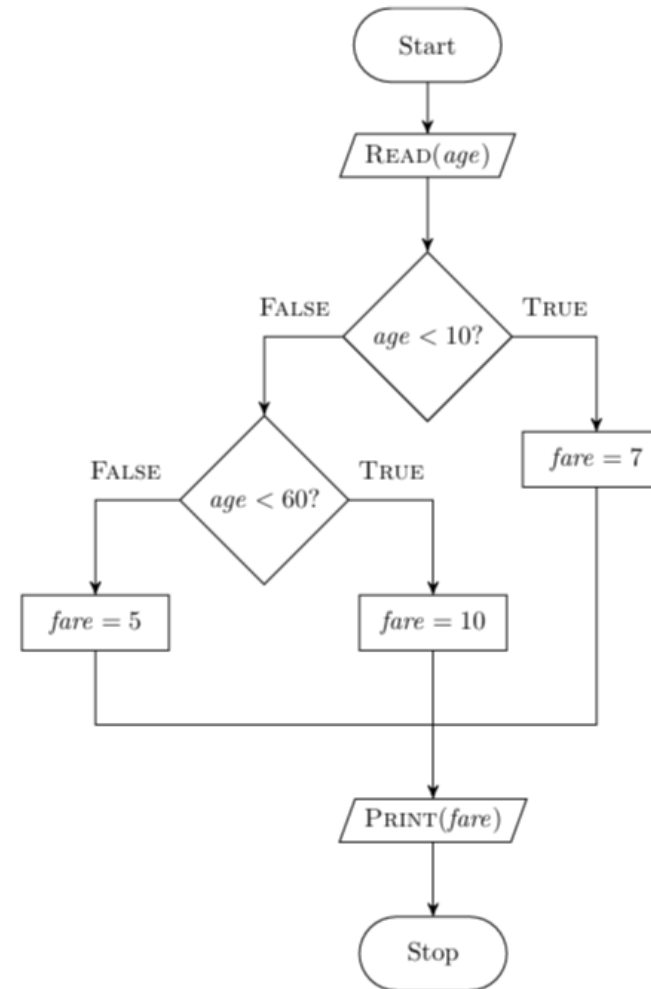 Start
READ(age)
FALSE
TRUE
age < 10?
fare = 7
FALSE
TRUE
age < 60?
fare = 5
fare = 10
PRINT(fare)
Stop